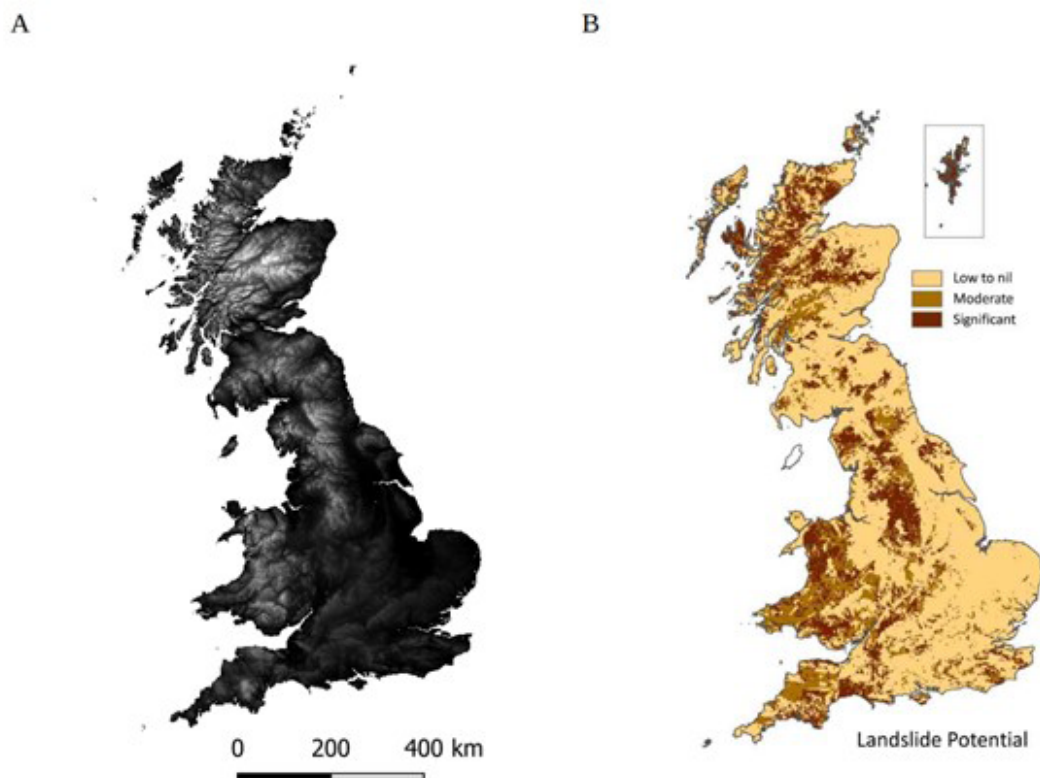 A
B
Low to nil
Moderate
Significant
Landslide Potential
0 200 400 km